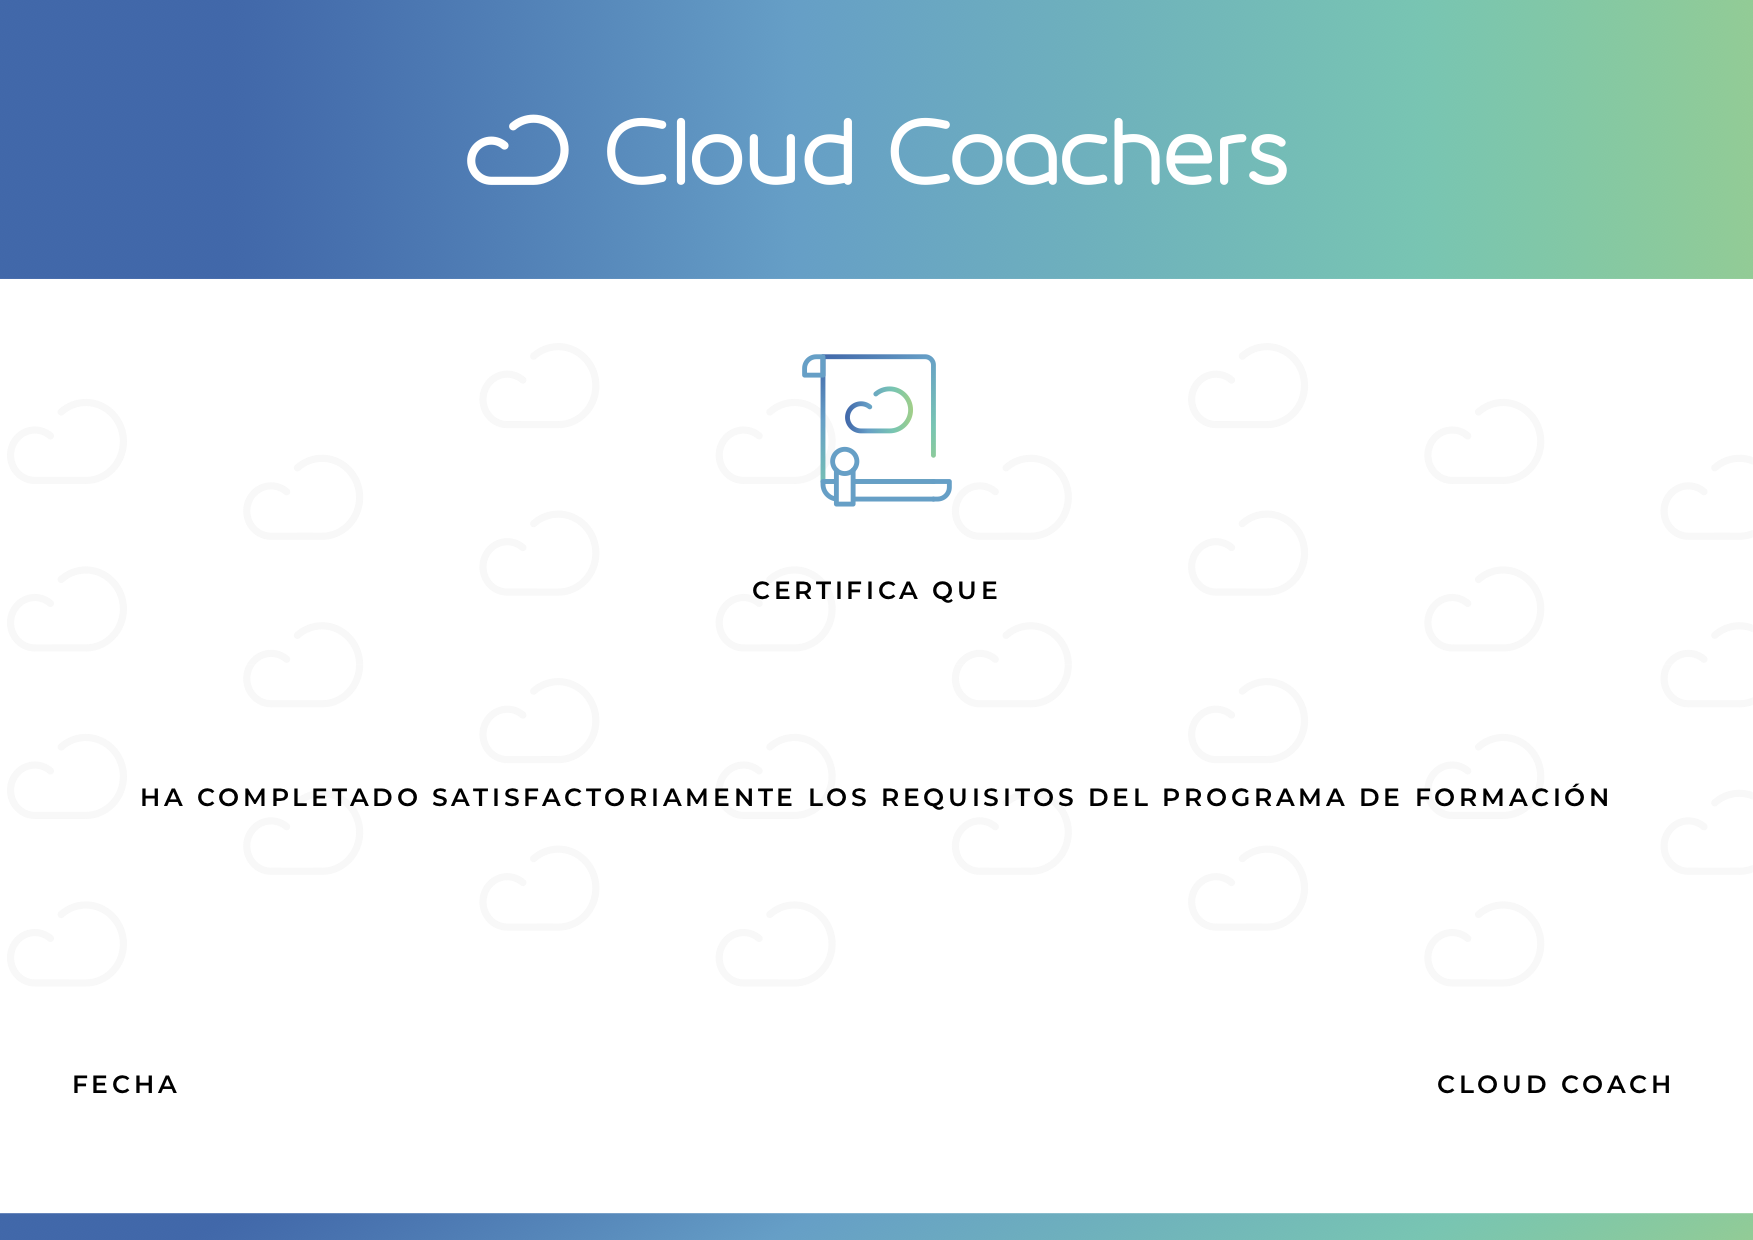 Cloud Coachers
CERTIFICA QUE
HA COMPLETADO SATISFACTORIAMENTE LOS REQUISITOS DEL PROGRAMA DE FORMACIÓN
FECHA
CLOUD COACH